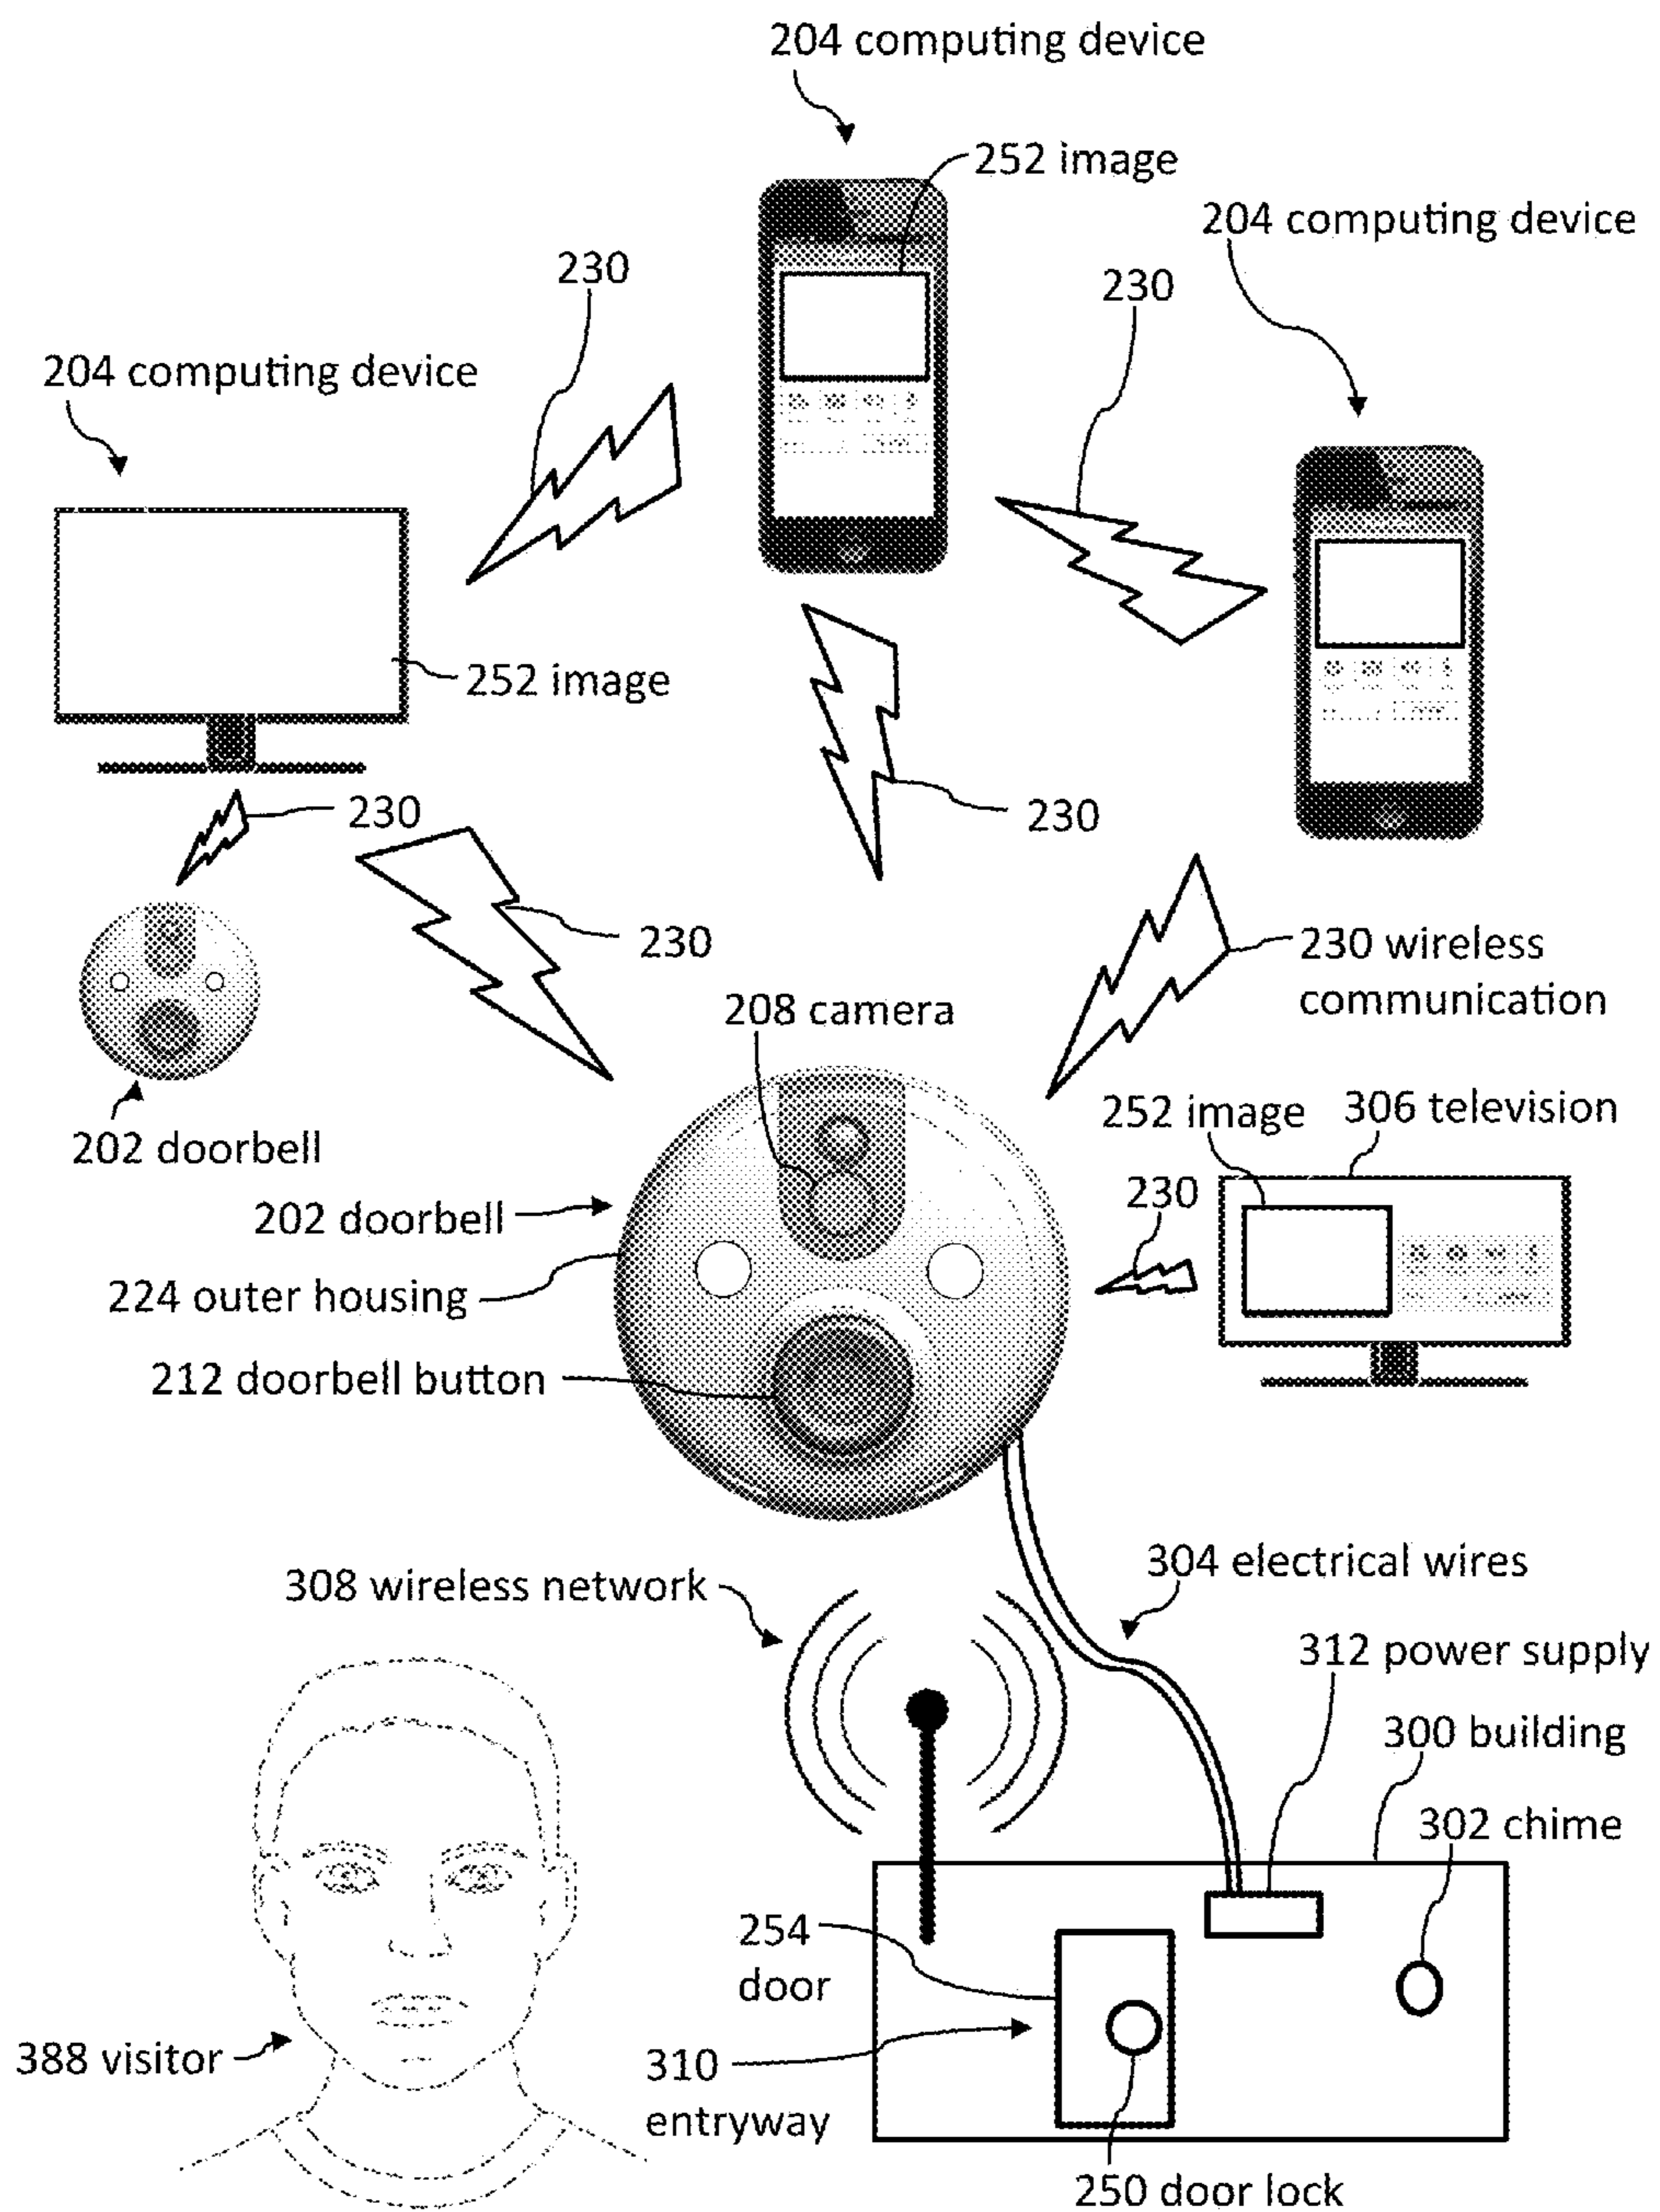 204 computing device
252 image
204 computing device
230
230
204 computing device
252 image
230
230
230
230 wireless
communication
208 camera
252 image
306 television
202 doorbell
230
202 doorbell
224 outer housing
212 doorbell button
304 electrical wires
308 wireless network
312 power supply
300 building
302 chime
254
door
388 visitor
310
entryway
250 door lock